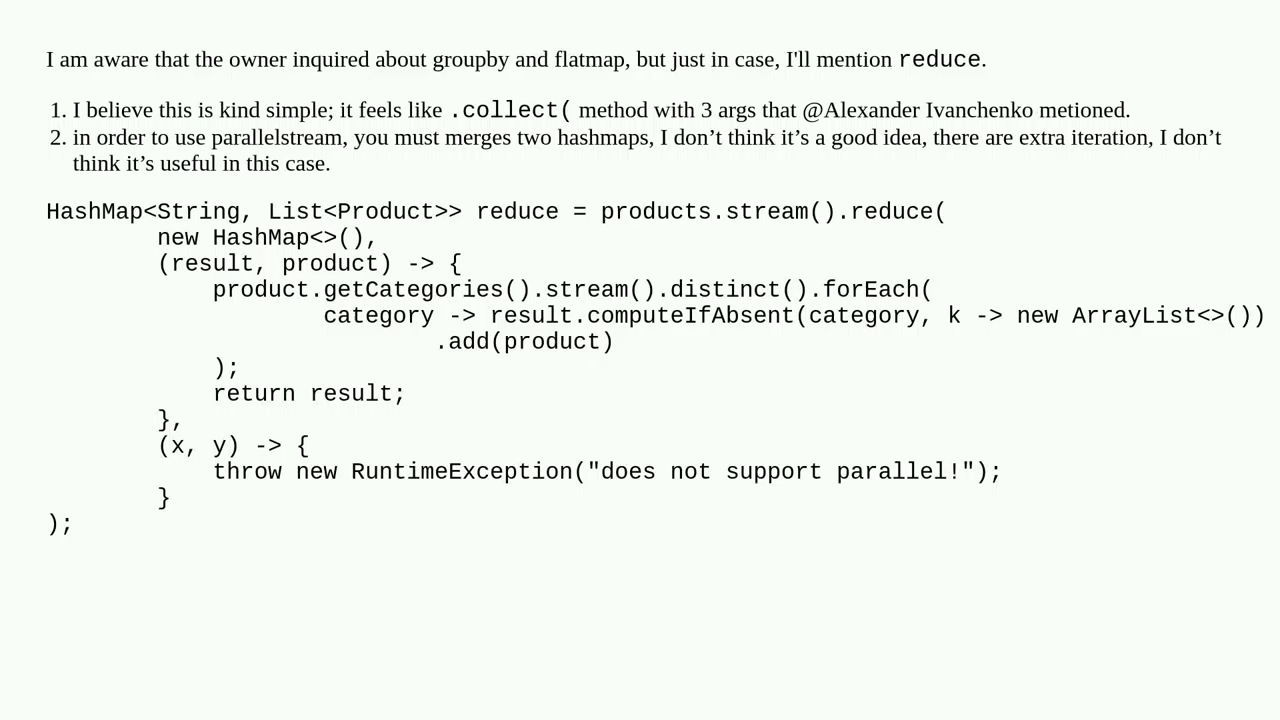 I am aware that the owner inquired about groupby and flatmap, but just in case, I'll mention reduce.
1. I believe this is kind simple; it feels like .collect( method with 3 args that @Alexander Ivanchenko metioned.
2. in order to use parallelstream, you must merges two hashmaps, I don’t think it’s a good idea, there are extra iteration, I don’t
think it’s useful in this case.
HashMap<String, List<Product>> reduce = products.stream().reduce(
        new HashMap<>(),
        (result, product) -> {
            product.getCategories().stream().distinct().forEach(
                    category -> result.computeIfAbsent(category, k -> new ArrayList<>())
                            .add(product)
            );
            return result;
        },
        (x, y) -> {
            throw new RuntimeException("does not support parallel!");
        }
);